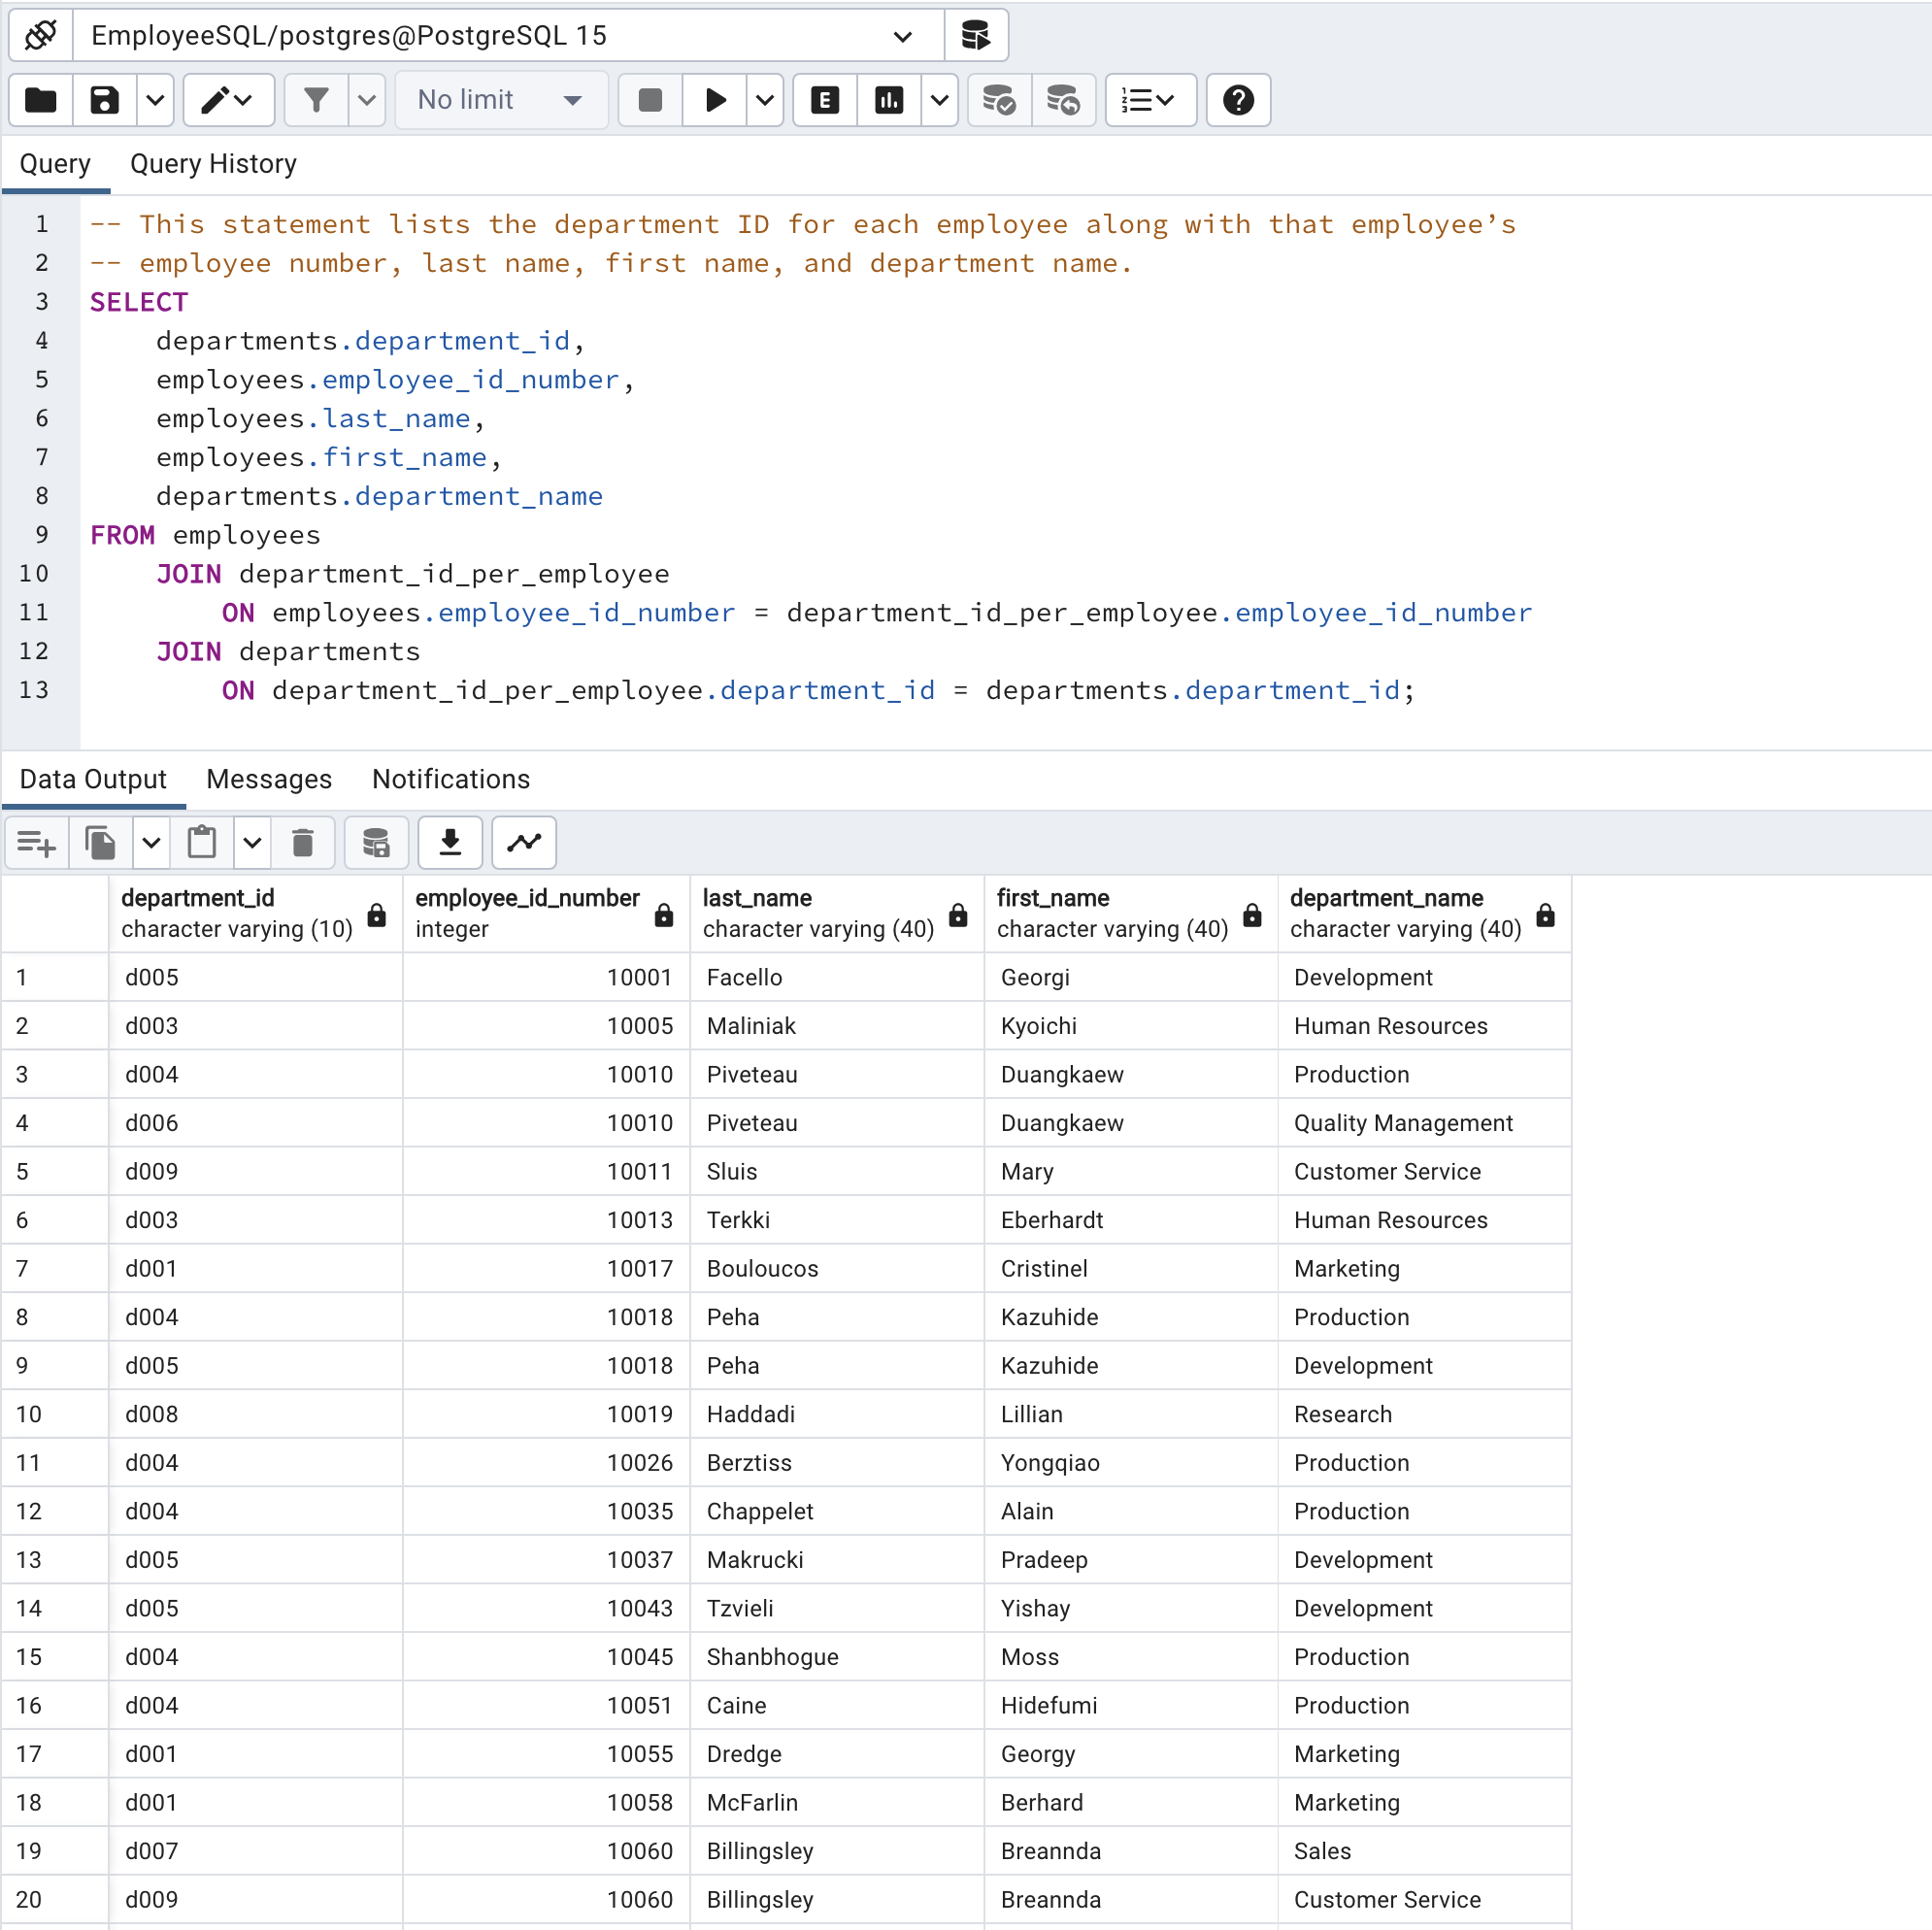 EmployeeSQL/postgres@PostgreSQL 15
No limit
E
Query Query History
1 -- This statement lists the department ID for each employee along with that employee’s
2 -- employee number, last name, first name, and department name.
3 SELECT
4 departments.department_id,
5 employees.employee_id_number,
6 employees.last_name,
7 employees.first_name,
8 departments.department_name
9 FROM employees
10 JOIN department_id_per_employee
11 ON employees.employee_id_number = department_id_per_employee.employee_id_number
12 JOIN departments
13 ON department_id_per_employee.department_id = departments.department_id;
Data Output Messages Notifications
department_id employee_id_number last_name first_name department_name
character varying (10) integer character varying (40) character varying (40) character varying (40)
1 d005 10001 Facello Georgi Development
2 d003 10005 Maliniak Kyoichi Human Resources
3 d004 10010 Piveteau Duangkaew Production
4 d006 10010 Piveteau Duangkaew Quality Management
5 d009 10011 Sluis Mary Customer Service
6 d003 10013 Terkki Eberhardt Human Resources
7 d001 10017 Bouloucos Cristinel Marketing
8 d004 10018 Peha Kazuhide Production
9 d005 10018 Peha Kazuhide Development
10 d008 10019 Haddadi Lillian Research
11 d004 10026 Berztiss Yongqiao Production
12 d004 10035 Chappelet Alain Production
13 d005 10037 Makrucki Pradeep Development
14 d005 10043 Tzvieli Yishay Development
15 d004 10045 Shanbhogue Moss Production
16 d004 10051 Caine Hidefumi Production
17 d001 10055 Dredge Georgy Marketing
18 d001 10058 McFarlin Berhard Marketing
19 d007 10060 Billingsley Breannda Sales
20 d009 10060 Billingsley Breannda Customer Service